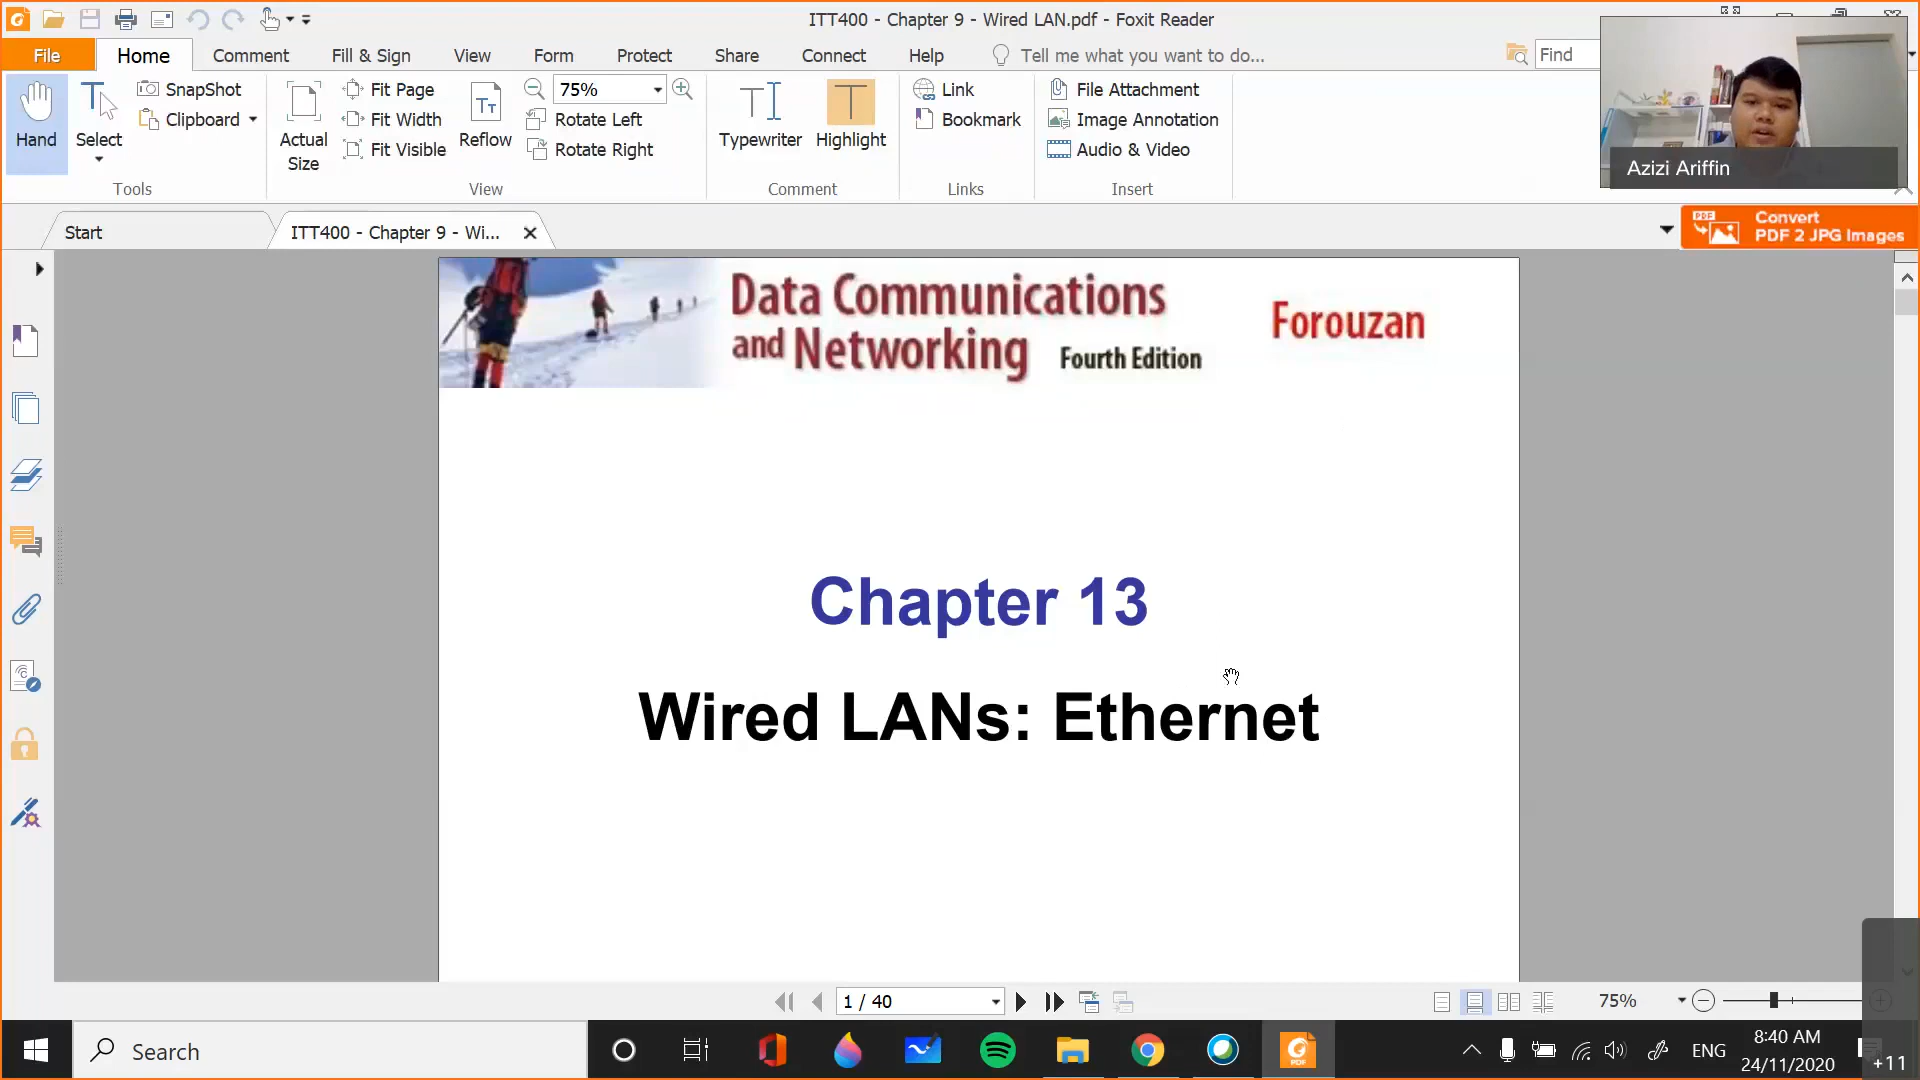 ITT400 - Chapter 9 - Wired LAN.pdf - Foxit Reader
File Home Comment Fill & Sign View Form Protect Share Connect Help Tell me what you want to do... Find
Hand
Select
SnapShot
Clipboard
Tools
Actual
Size
Fit Page
Fit Width
Fit Visible
Reflow
75%
Rotate Left
Rotate Right
View
Typewriter
Highlight
Comment
Link
Bookmark
Links
File Attachment
Image Annotation
Audio & Video
Insert
Azizi Ariffin
Start
ITT400 - Chapter 9 - Wi...
PDF
Convert
PDF 2 JPG Images
Data Communications
and Networking Fourth Edition
Forouzan
Chapter 13
Wired LANs: Ethernet
1 / 40
75%
Search
PDF
ENG
8:40 AM
24/11/2020
+11